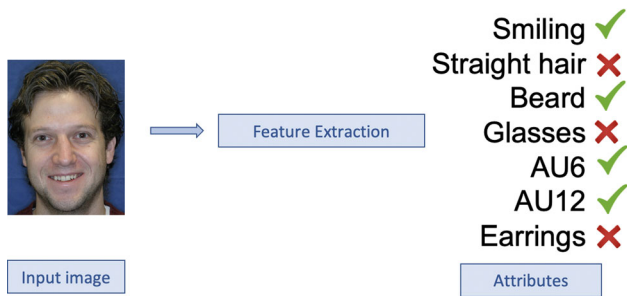 Smiling
Straight hair
Beard
Feature Extraction
Glasses
AU6
AU12
Earrings
Input image
Attributes